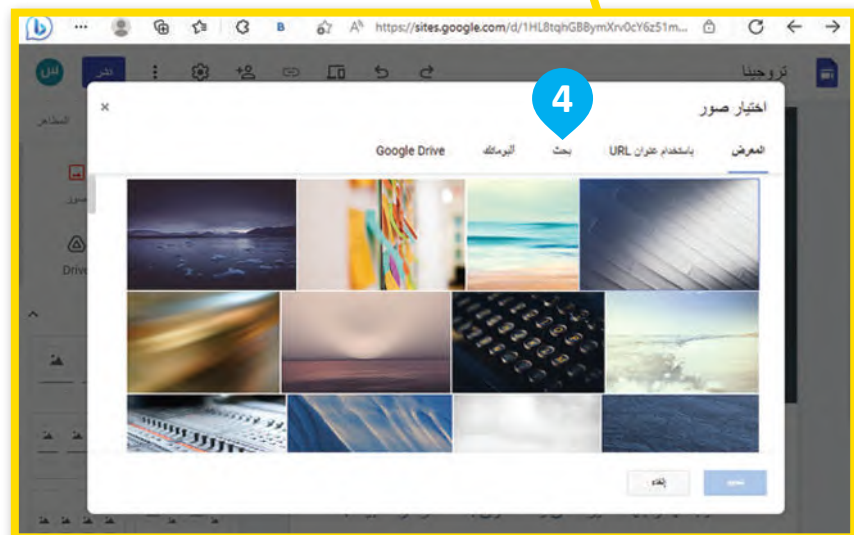 https://sites.google.com/d/1HL8tqhGBBymXrv0cY6z51m...
تروجينا
نشر
س
اختيار صور
4
المعرض باستخدام عنوان URL بحث ألبوماتك Google Drive
المظاهر
صور
Drive
إلغاء